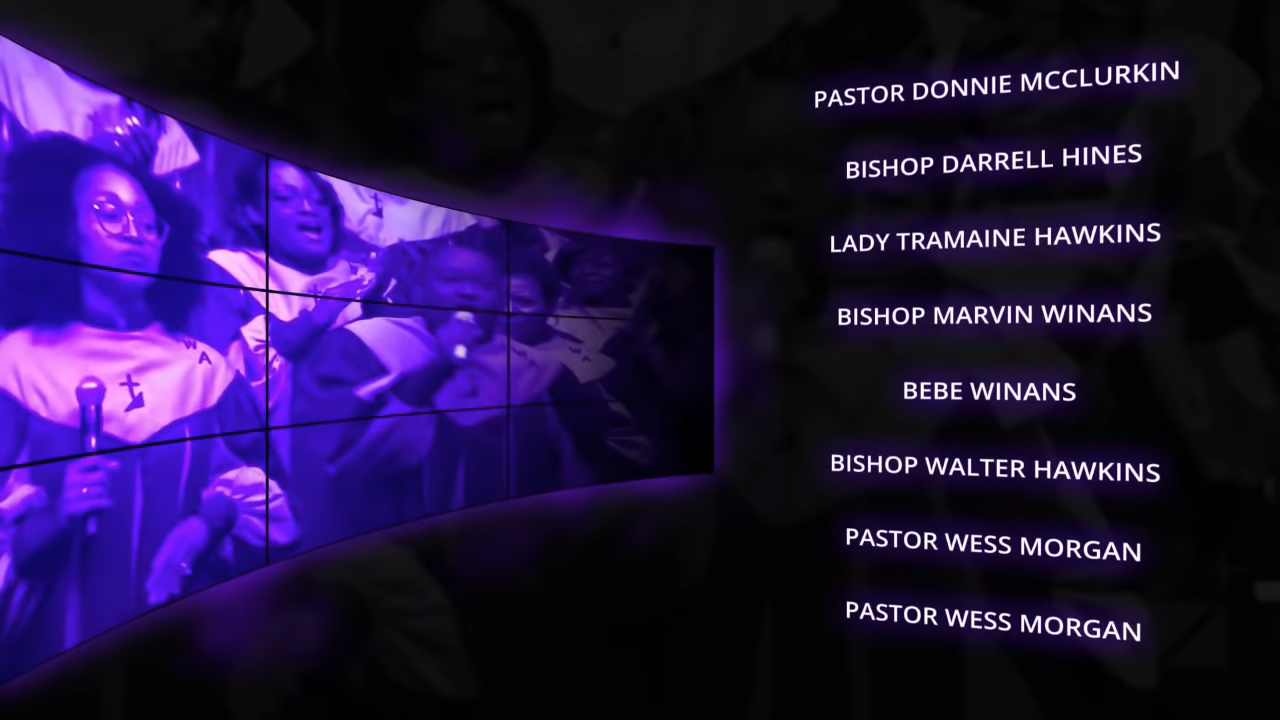 PASTOR DONNIE MCCLURKIN
BISHOP DARRELL HINES
LADY TRAMAINE HAWKINS
BISHOP MARVIN WINANS
BEBE WINANS
BISHOP WALTER HAWKINS
PASTOR WESS MORGAN
PASTOR WESS MORGAN
W
A
W A